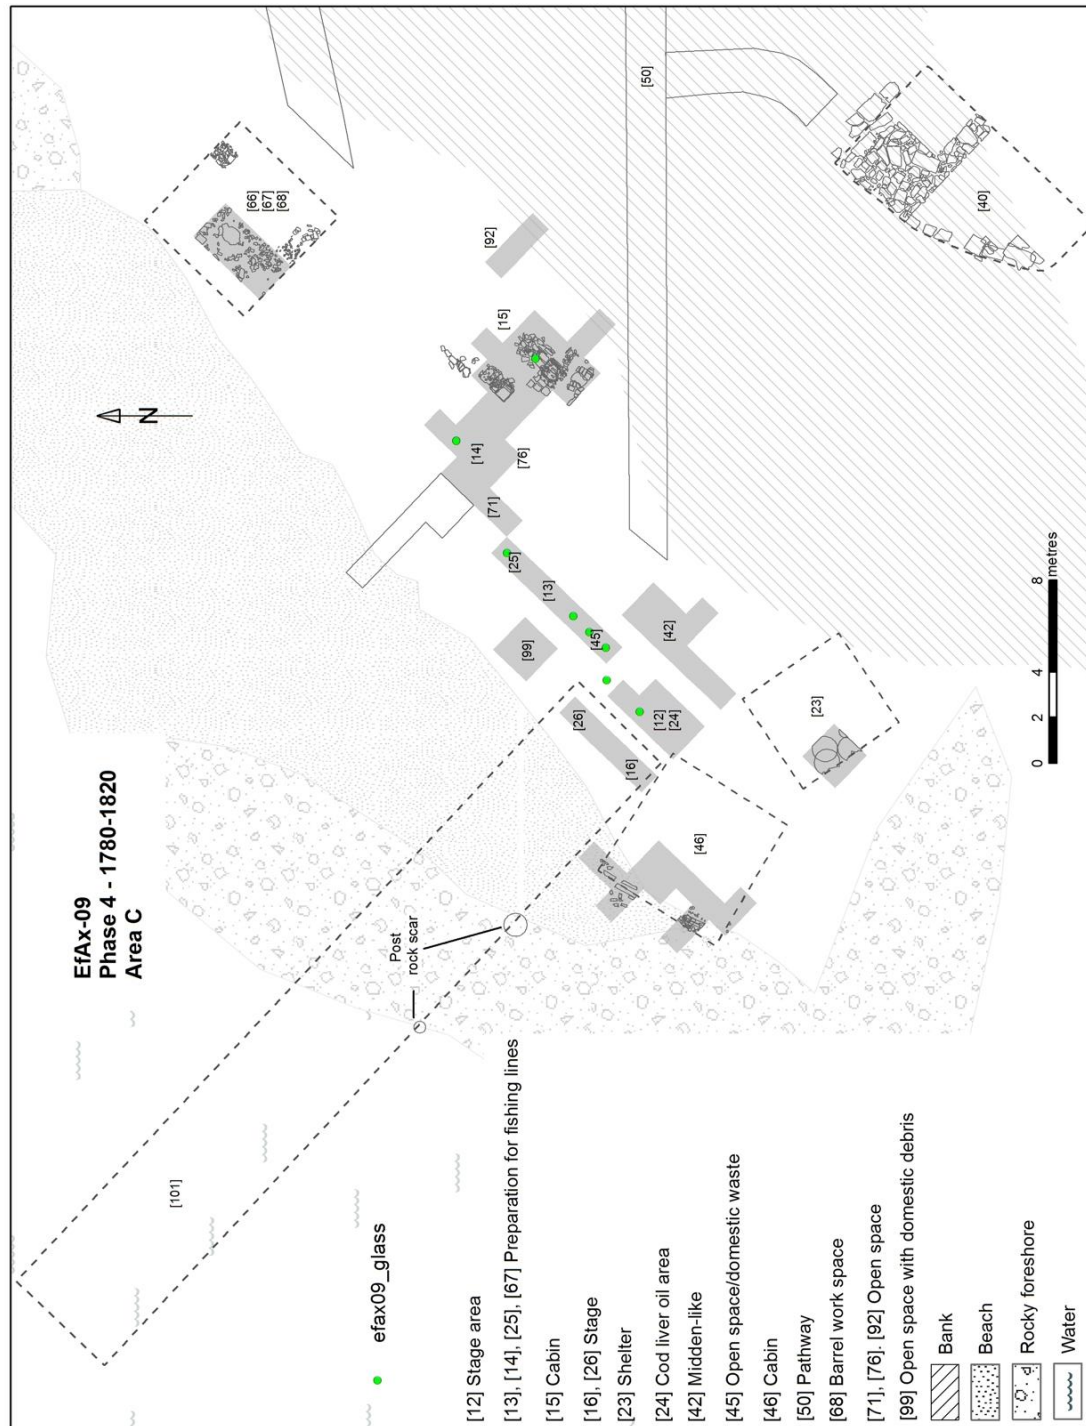 EfAx-09
Phase 4 - 1780-1820
Area C
N
[101]
Post
rock scar
[66]
[67]
[68]
[92]
[15]
[14]
[76]
[71]
[25]
[13]
[45]
[99]
[26]
[16]
[12]
[24]
[42]
[46]
[23]
[50]
[40]
efax09_glass
[12] Stage area
[13], [14], [25], [67] Preparation for fishing lines
[15] Cabin
[16], [26] Stage
[23] Shelter
[24] Cod liver oil area
[42] Midden-like
[45] Open space/domestic waste
[46] Cabin
[50] Pathway
[68] Barrel work space
[71], [76]. [92] Open space
[99] Open space with domestic debris
Bank
Beach
Rocky foreshore
Water
0 2 4 8
metres